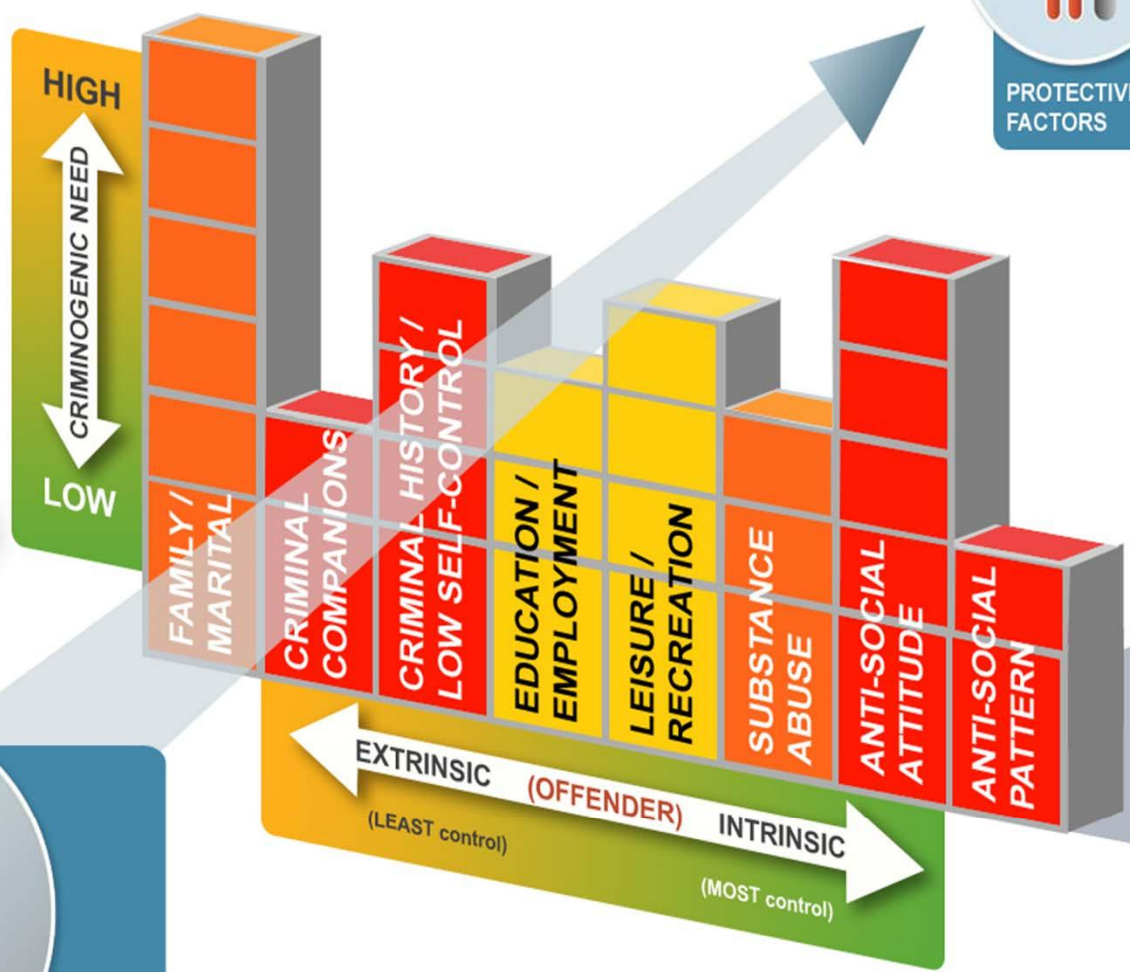 HIGH
CRIMINOGENIC NEED
LOW
PROTECTIVE
FACTORS
FAMILY /
MARITAL
CRIMINAL
COMPANIONS
CRIMINAL HISTORY /
LOW SELF-CONTROL
EDUCATION /
EMPLOYMENT
LEISURE /
RECREATION
SUBSTANCE
ABUSE
ANTI-SOCIAL
ATTITUDE
ANTI-SOCIAL
PATTERN
EXTRINSIC (OFFENDER) INTRINSIC
(LEAST control)
(MOST control)